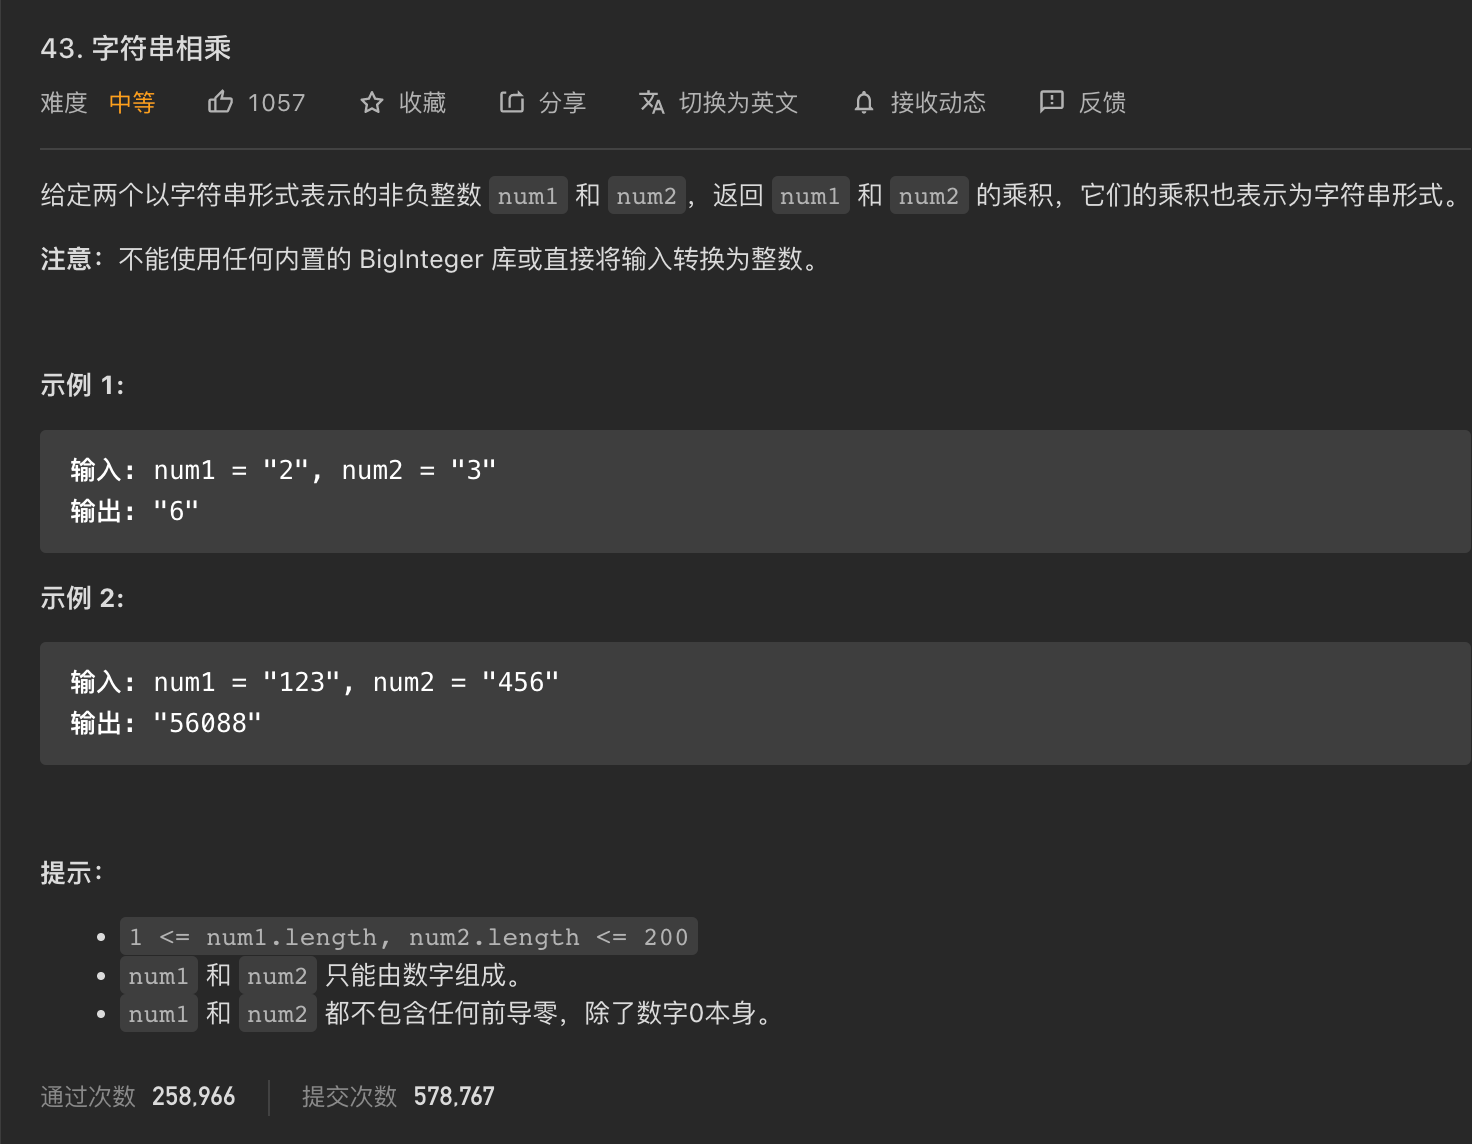 43. 字符串相乘
难度 中等 1057 收藏 分享 切换为英文 接收动态 反馈
给定两个以字符串形式表示的非负整数 num1 和 num2，返回 num1 和 num2 的乘积，它们的乘积也表示为字符串形式。
注意：不能使用任何内置的 BigInteger 库或直接将输入转换为整数。
示例 1:
输入: num1 = "2", num2 = "3"
输出: "6"
示例 2:
输入: num1 = "123", num2 = "456"
输出: "56088"
提示：
• 1 <= num1.length, num2.length <= 200
• num1 和 num2 只能由数字组成。
• num1 和 num2 都不包含任何前导零，除了数字0本身。
通过次数 258,966 提交次数 578,767